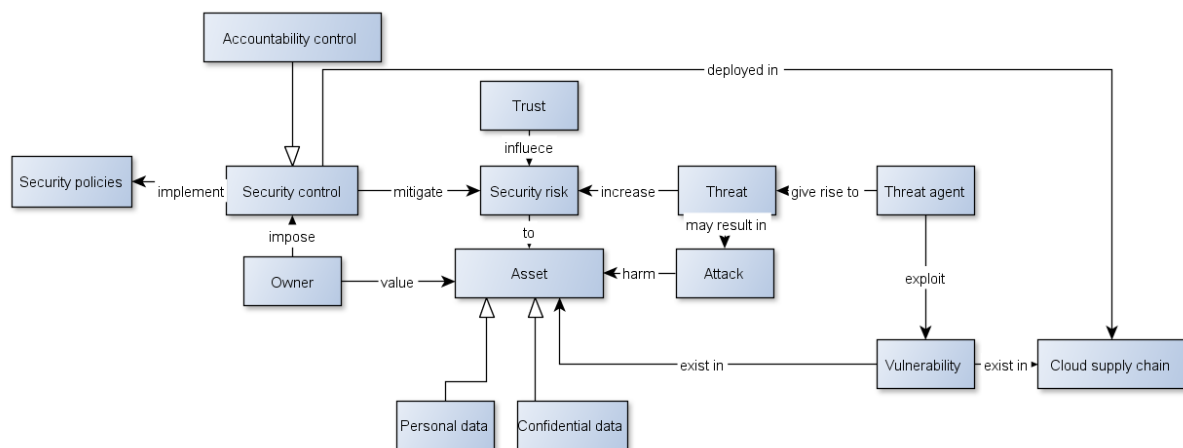 Accountability control
deployed in
Trust
influece
Security policies
implement
Security control
mitigate
Security risk
increase
Threat
give rise to
Threat agent
impose
to
may result in
Owner
value
Asset
harm
Attack
exploit
exist in
Vulnerability
exist in
Cloud supply chain
Personal data
Confidential data